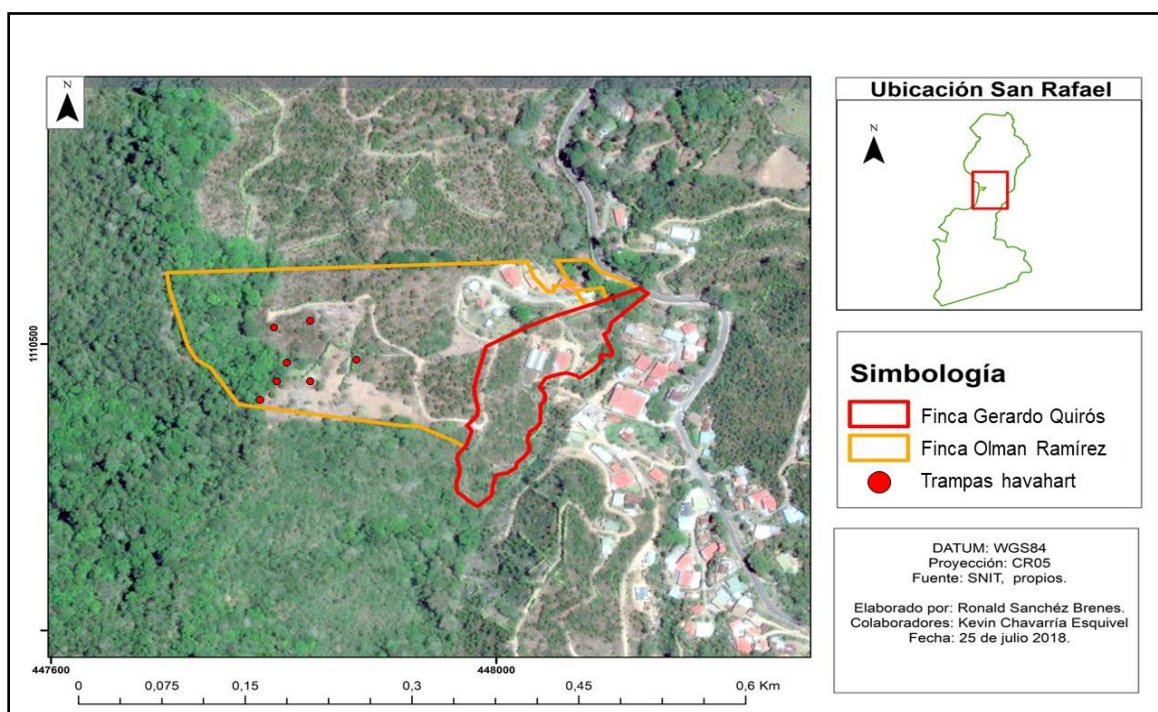 N
Ubicación San Rafael
N
1110500
447600
448000
0 0,075 0,15 0,3 0,45 0,6 Km
Simbología
Finca Gerardo Quirós
Finca Olman Ramírez
Trampas havahart
DATUM: WGS84
Proyección: CR05
Fuente: SNIT, propios.
Elaborado por: Ronald Sanchéz Brenes.
Colaboradores: Kevin Chavarría Esquivel
Fecha: 25 de julio 2018.